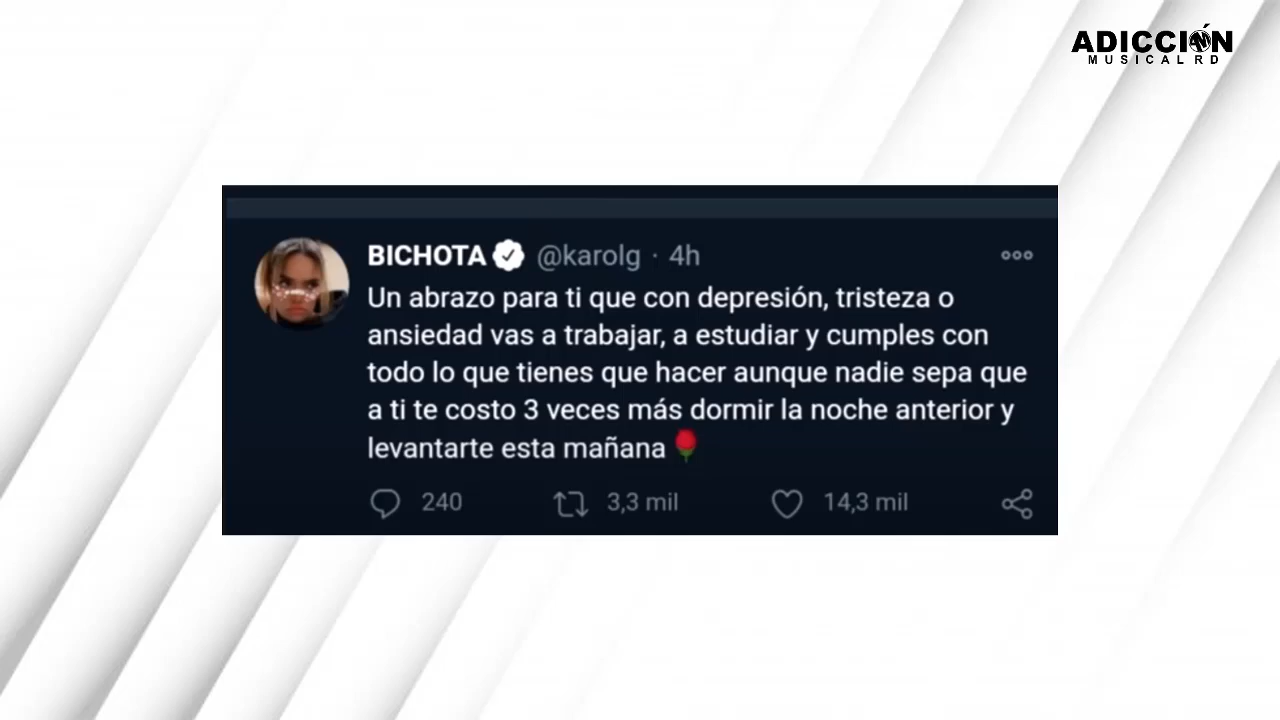 ADICCIÓN
MUSICAL RD
BICHOTA @karolg · 4h
Un abrazo para ti que con depresión, tristeza o
ansiedad vas a trabajar, a estudiar y cumples con
todo lo que tienes que hacer aunque nadie sepa que
a ti te costo 3 veces más dormir la noche anterior y
levantarte esta mañana🌹
240 3,3 mil 14,3 mil